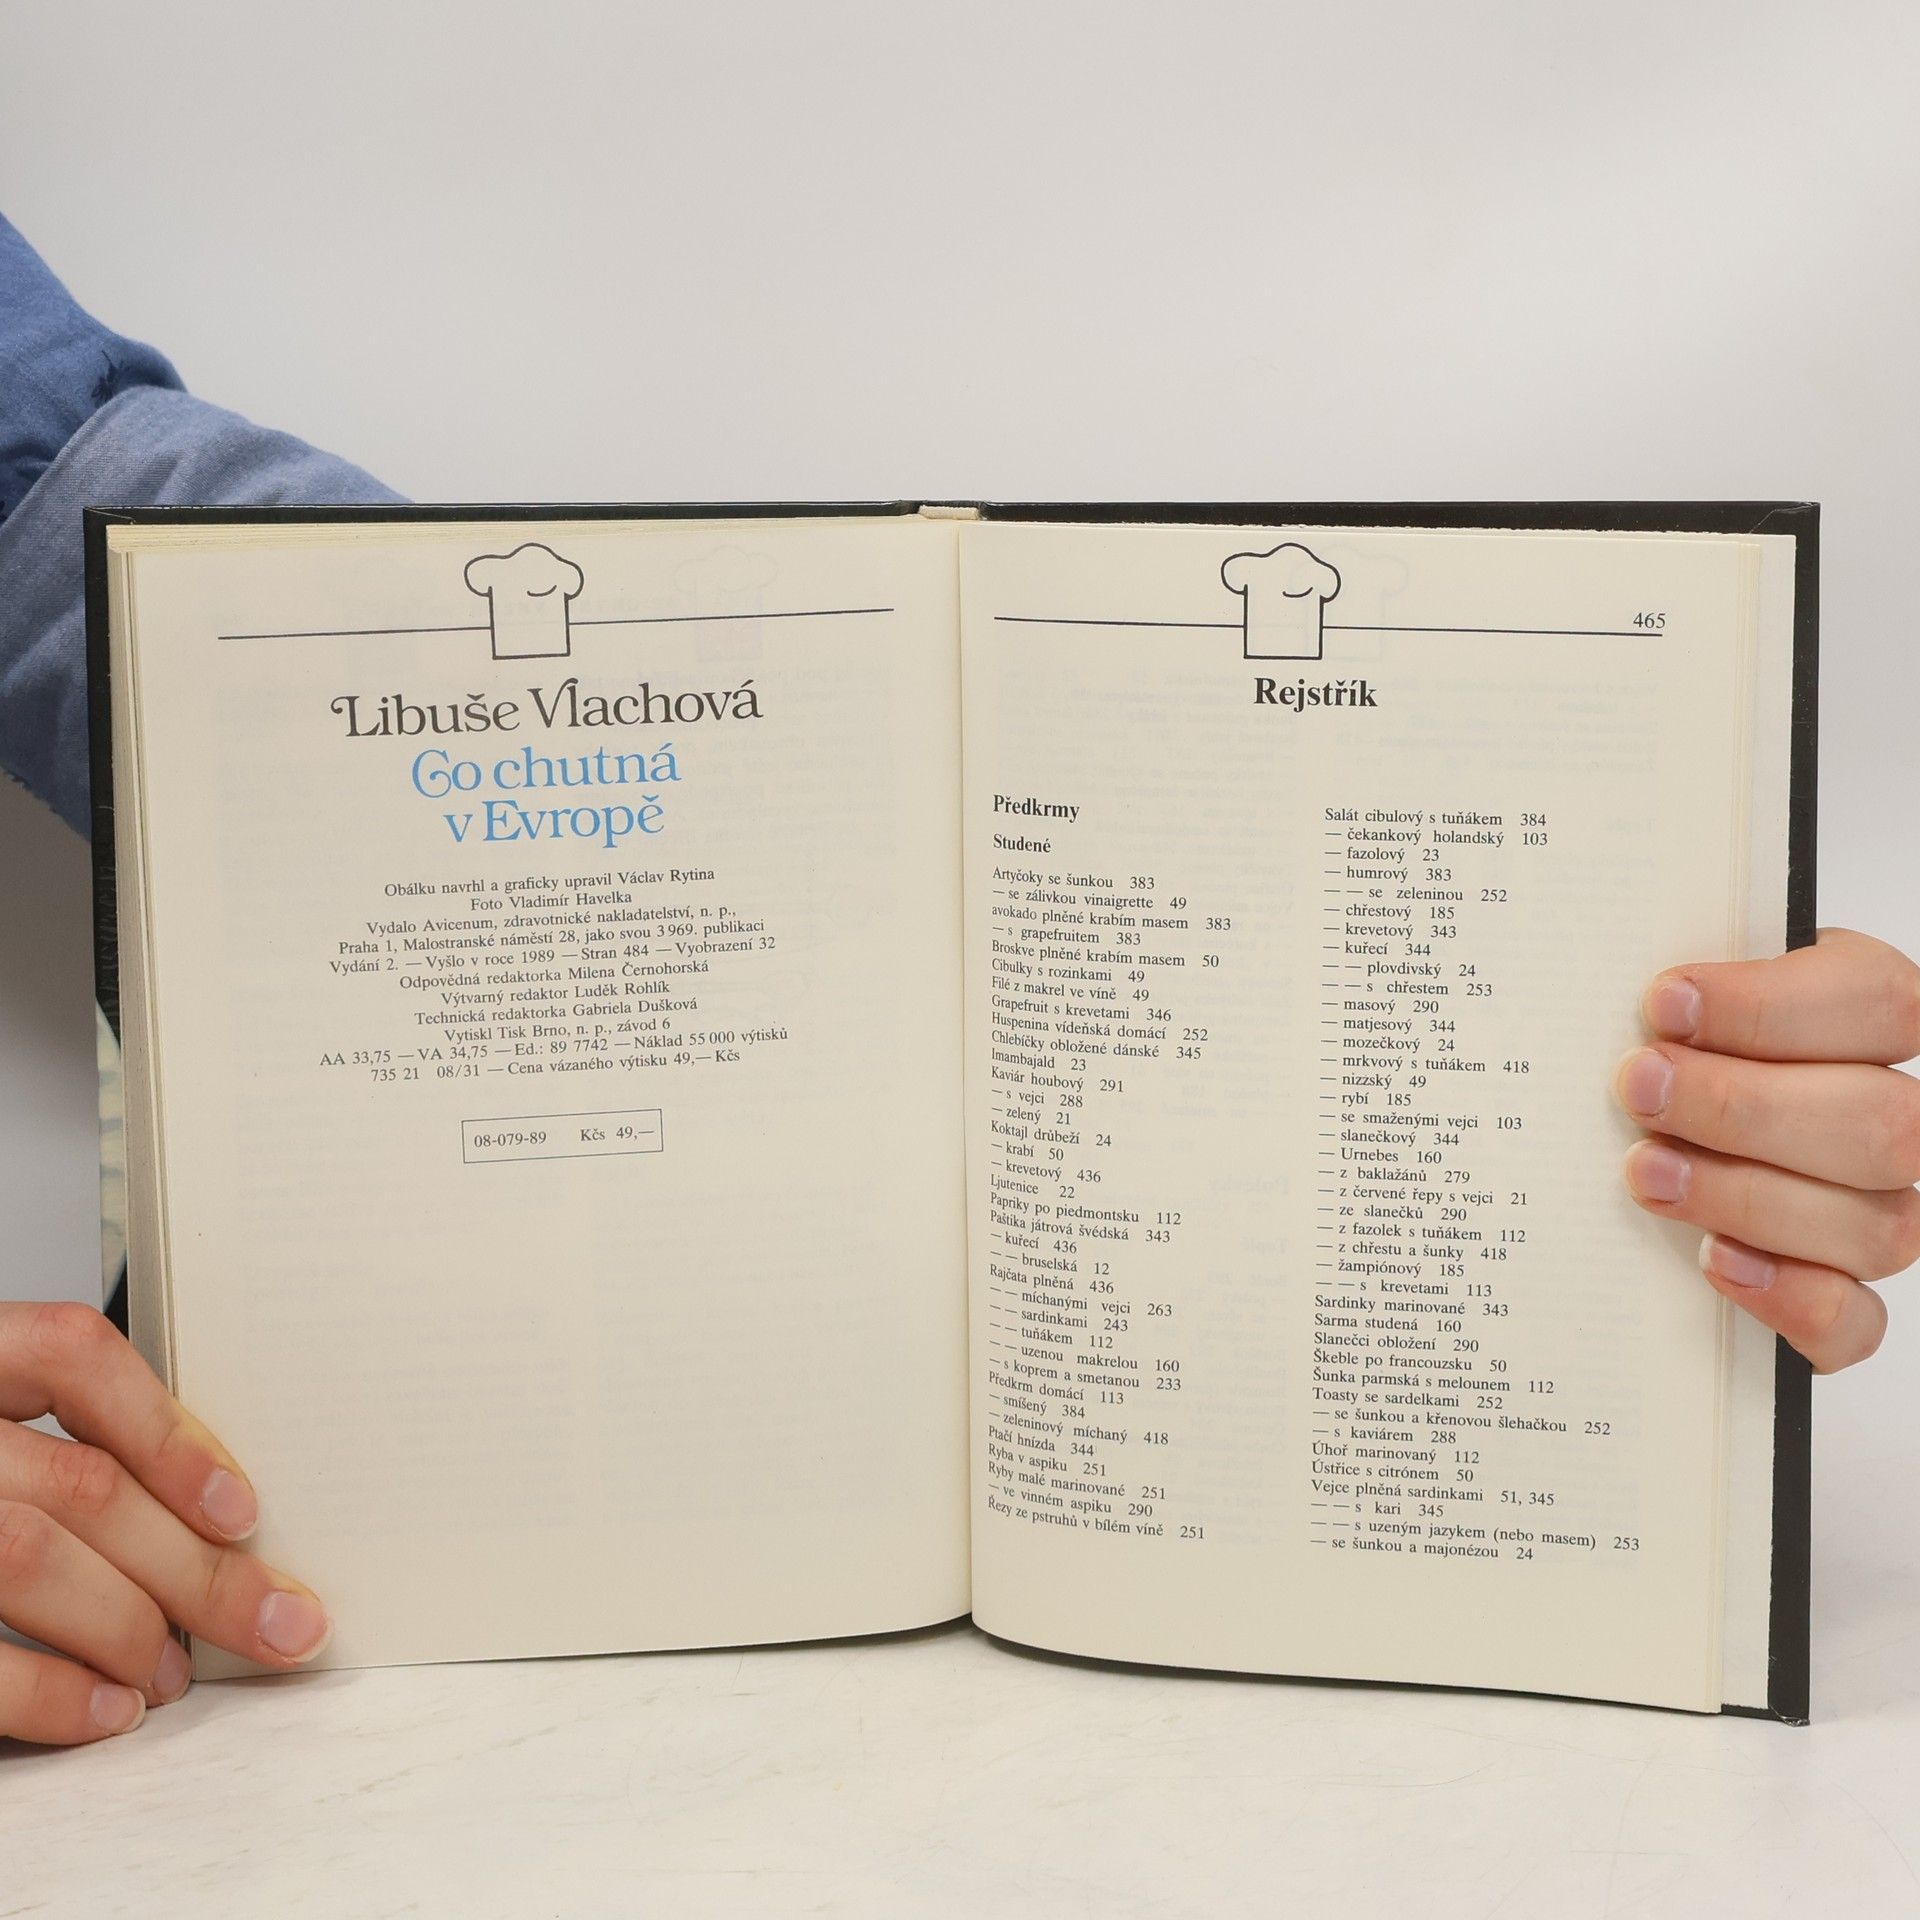 Libuše Vlachová
Co chutná
v Evropě
Obálku navrhl a graficky upravil Václav Rytina
Foto Vladimír Havelka
Vydalo Avicenum, zdravotnické nakladatelství, n. p.,
Praha 1, Malostranské náměstí 28, jako svou 3 969. publikaci
Vydání 2. — Vyšlo v roce 1989 — Stran 484 — Vyobrazení 32
Odpovědná redaktorka Milena Černohorská
Výtvarný redaktor Luděk Rohlík
Technická redaktorka Gabriela Dušková
Vytiskl Tisk Brno, n. p., závod 6
AA 33,75 — VA 34,75 — Ed.: 89 7742 — Náklad 55 000 výtisků
735 21 08/31 — Cena vázaného výtisku 49,— Kčs
08-079-89 Kčs 49,—
465
Rejstřík
Předkrmy
Studené
Artyčoky se šunkou 383
— se zálivkou vinaigrette 49
avokado plněné krabím masem 383
— s grapefruitem 383
Broskve plněné krabím masem 50
Cibulky s rozinkami 49
Filé z makrel ve víně 49
Grapefruit s krevetami 346
Huspenina vídeňská domácí 252
Chlebíčky obložené dánské 345
Imambajald 23
Kaviár houbový 291
— s vejci 288
— zelený 21
Koktajl drůbeží 24
— krabí 50
— krevetový 436
Ljutenice 22
Papriky po piedmontsku 112
Paštika játrová švédská 343
— kuřecí 436
— — bruselská 12
Rajčata plněná 436
— — míchanými vejci 263
— — sardinkami 243
— — tuňákem 112
— — uzenou makrelou 160
— s koprem a smetanou 233
Předkrm domácí 113
— smíšený 384
— zeleninový míchaný 418
Ptačí hnízda 344
Ryba v aspiku 251
Ryby malé marinované 251
— ve vinném aspiku 290
Řezy ze pstruhů v bílém víně 251
Salát cibulový s tuňákem 384
— čekankový holandský 103
— fazolový 23
— humrový 383
— — se zeleninou 252
— chřestový 185
— krevetový 343
— kuřecí 344
— — plovdivský 24
— — s chřestem 253
— masový 290
— matjesový 344
— mozečkový 24
— mrkvový s tuňákem 418
— nizzský 49
— rybí 185
— se smaženými vejci 103
— slanečkový 344
— Urnebes 160
— z baklažánů 279
— z červené řepy s vejci 21
— ze slanečků 290
— z fazolek s tuňákem 112
— z chřestu a šunky 418
— žampiónový 185
— — s krevetami 113
Sardinky marinované 343
Sarma studená 160
Slanečci obložení 290
Škeble po francouzsku 50
Šunka parmská s melounem 112
Toasty se sardelkami 252
— se šunkou a křenovou šlehačkou 252
— s kaviárem 288
Úhoř marinovaný 112
Ústřice s citrónem 50
Vejce plněná sardinkami 51, 345
— — s kari 345
— — s uzeným jazykem (nebo masem) 253
— se šunkou a majonézou 24